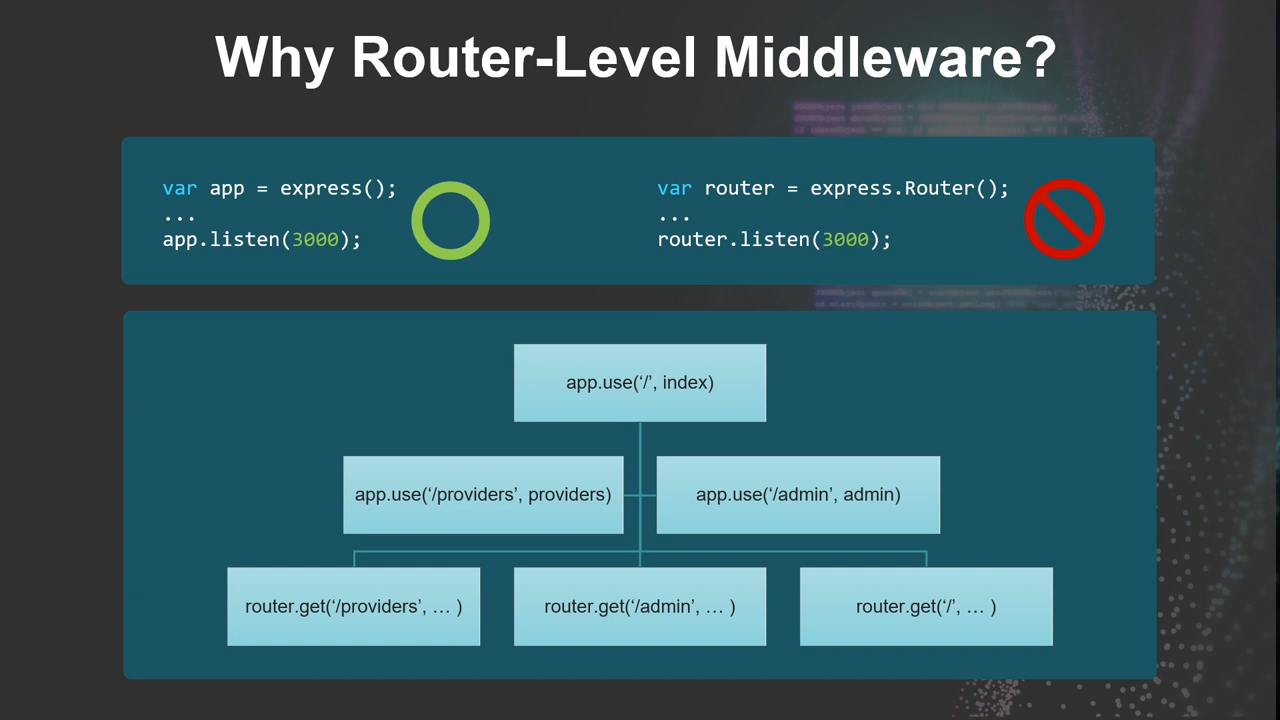 Why Router-Level Middleware?
var app = express();
...
app.listen(3000);
var router = express.Router();
...
router.listen(3000);
app.use(‘/’, index)
app.use(‘/providers’, providers)
app.use(‘/admin’, admin)
router.get(‘/providers’, … )
router.get(‘/admin’, … )
router.get(‘/’, … )